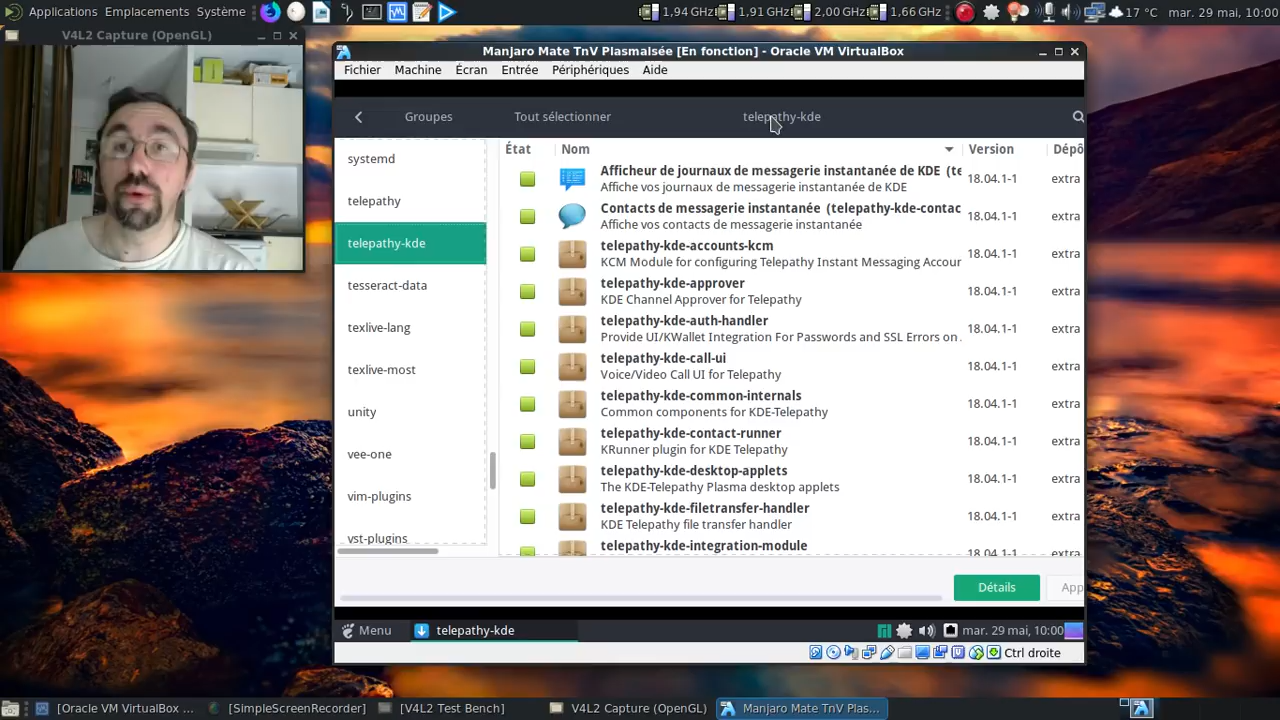 Applications Emplacements Système
1,94 GHz 1,91 GHz 2,00 GHz 1,66 GHz 17 °C mar. 29 mai, 10:00
V4L2 Capture (OpenGL)
Manjaro Mate TnV Plasmaisée [En fonction] - Oracle VM VirtualBox
Fichier Machine Écran Entrée Périphériques Aide
Groupes Tout sélectionner telepathy-kde
systemd
telepathy
telepathy-kde
tesseract-data
texlive-lang
texlive-most
unity
vee-one
vim-plugins
vst-plugins
État Nom Version Dépô
Afficheur de journaux de messagerie instantanée de KDE (te
Affiche vos journaux de messagerie instantanée de KDE
18.04.1-1 extra
Contacts de messagerie instantanée (telepathy-kde-contac
Affiche vos contacts de messagerie instantanée
18.04.1-1 extra
telepathy-kde-accounts-kcm
KCM Module for configuring Telepathy Instant Messaging Accour
18.04.1-1 extra
telepathy-kde-approver
KDE Channel Approver for Telepathy
18.04.1-1 extra
telepathy-kde-auth-handler
Provide UI/KWallet Integration For Passwords and SSL Errors on
18.04.1-1 extra
telepathy-kde-call-ui
Voice/Video Call UI for Telepathy
18.04.1-1 extra
telepathy-kde-common-internals
Common components for KDE-Telepathy
18.04.1-1 extra
telepathy-kde-contact-runner
KRunner plugin for KDE Telepathy
18.04.1-1 extra
telepathy-kde-desktop-applets
The KDE-Telepathy Plasma desktop applets
18.04.1-1 extra
telepathy-kde-filetransfer-handler
KDE Telepathy file transfer handler
18.04.1-1 extra
telepathy-kde-integration-module
18.04.1-1 extra
Détails App
Menu telepathy-kde mar. 29 mai, 10:00
Ctrl droite
[Oracle VM VirtualBox ... [SimpleScreenRecorder] [V4L2 Test Bench] V4L2 Capture (OpenGL) Manjaro Mate TnV Plas...